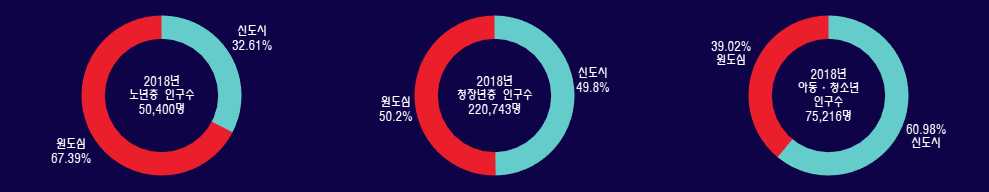 신도시
32.61%
2018년
노년층 인구수
50,400명
원도심
67.39%
신도시
49.8%
2018년
청장년층 인구수
220,743명
원도심
50.2%
39.02%
원도심
2018년
아동·청소년
인구수
75,216명
60.98%
신도시